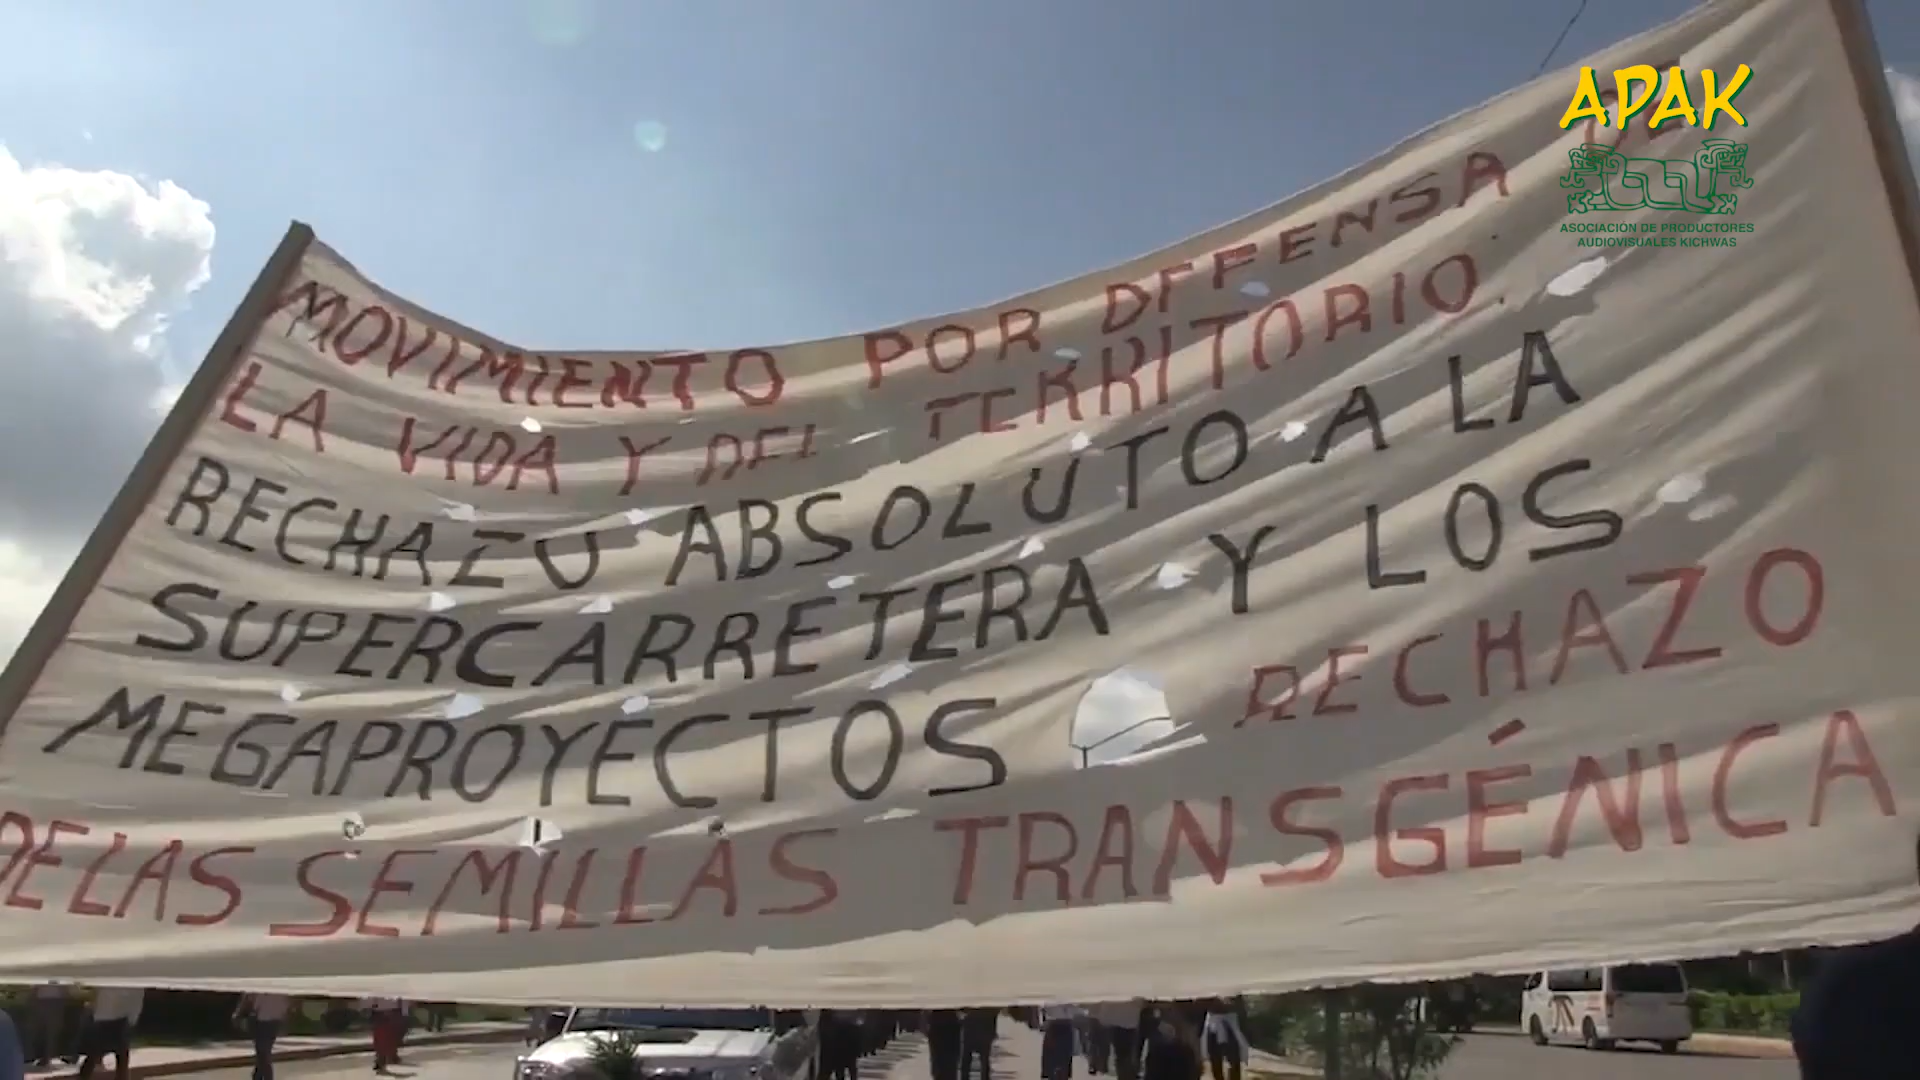 MOVIMIENTO POR DEFENSA DE
LA VIDA Y DEL TERRITORIO.
RECHAZO ABSOLUTO A LA
SUPERCARRETERA Y LOS
MEGAPROYECTOS RECHAZO
DE LAS SEMILLAS TRANSGÉNICA
APAK
ASOCIACIÓN DE PRODUCTORES
AUDIOVISUALES KICHWAS